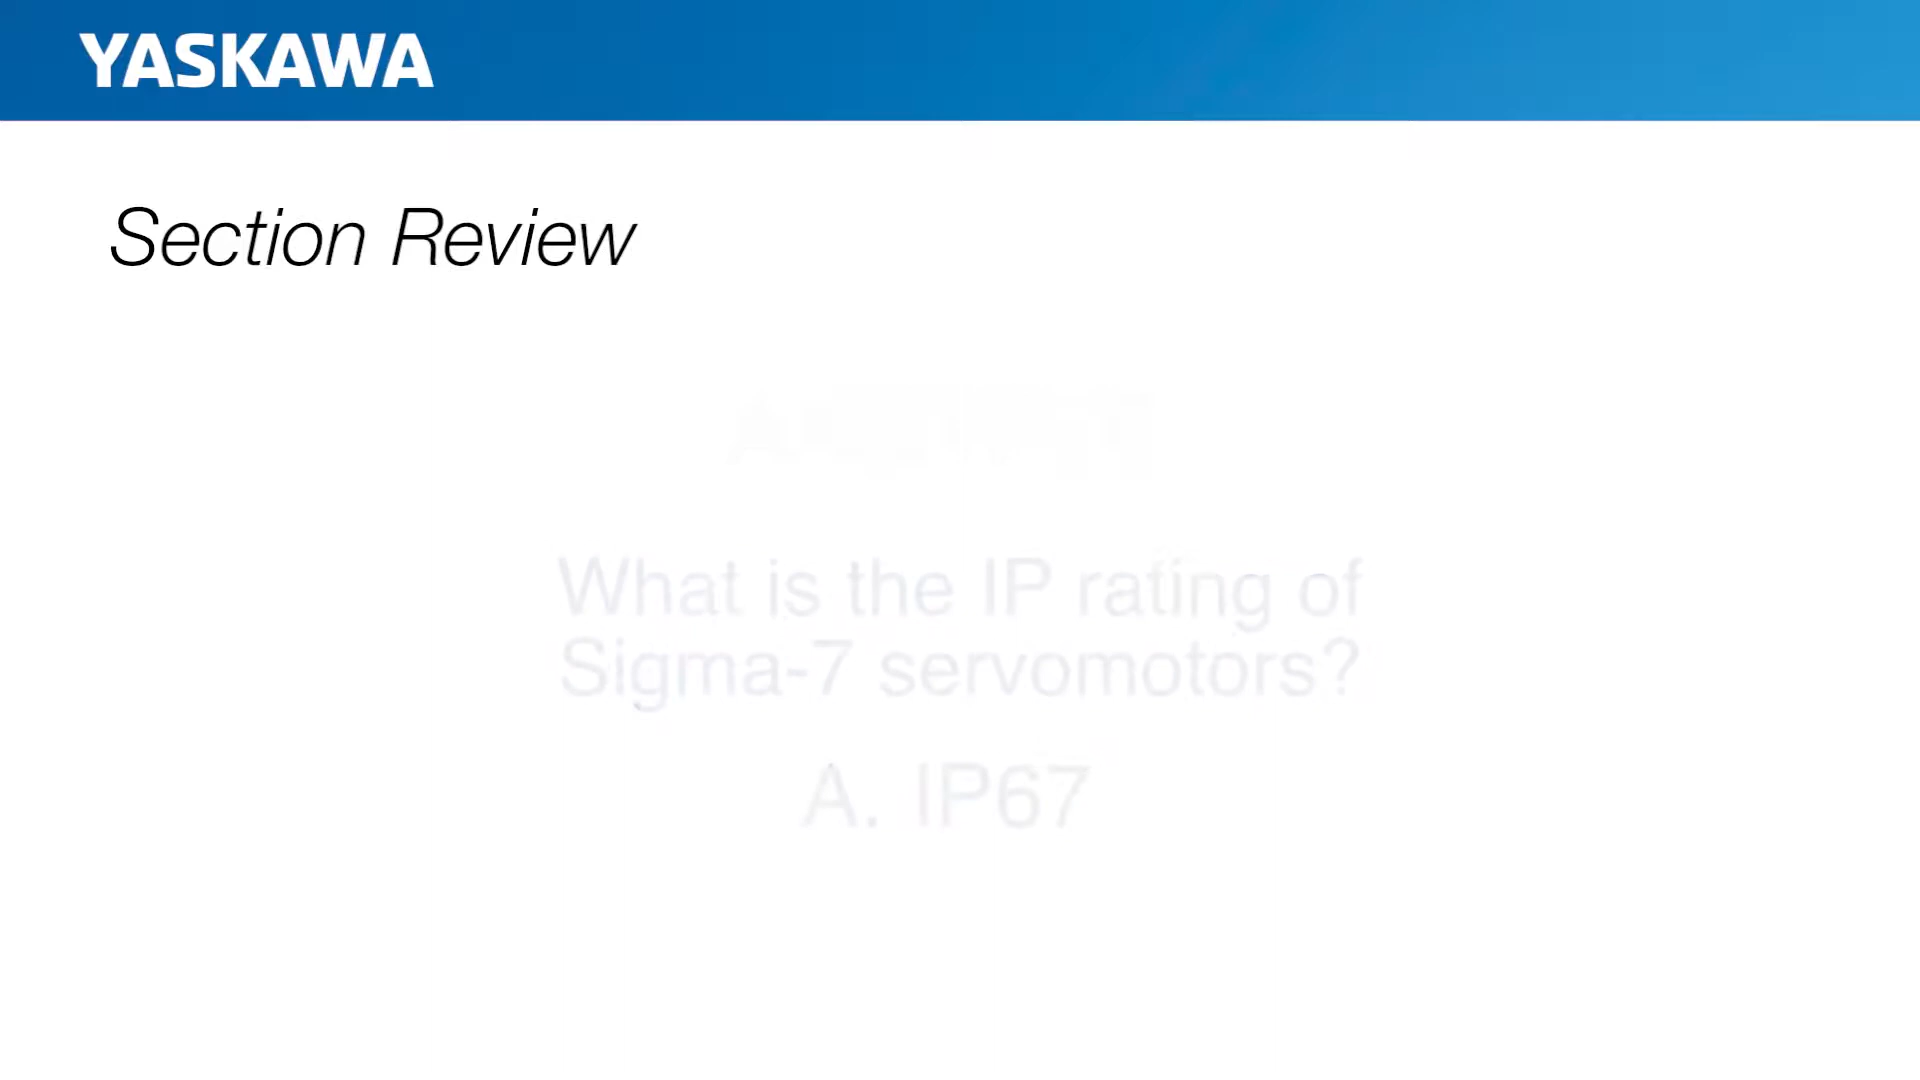 YASKAWA
Section Review
What is the IP rating of
Sigma-7 servomotors?
A. IP67